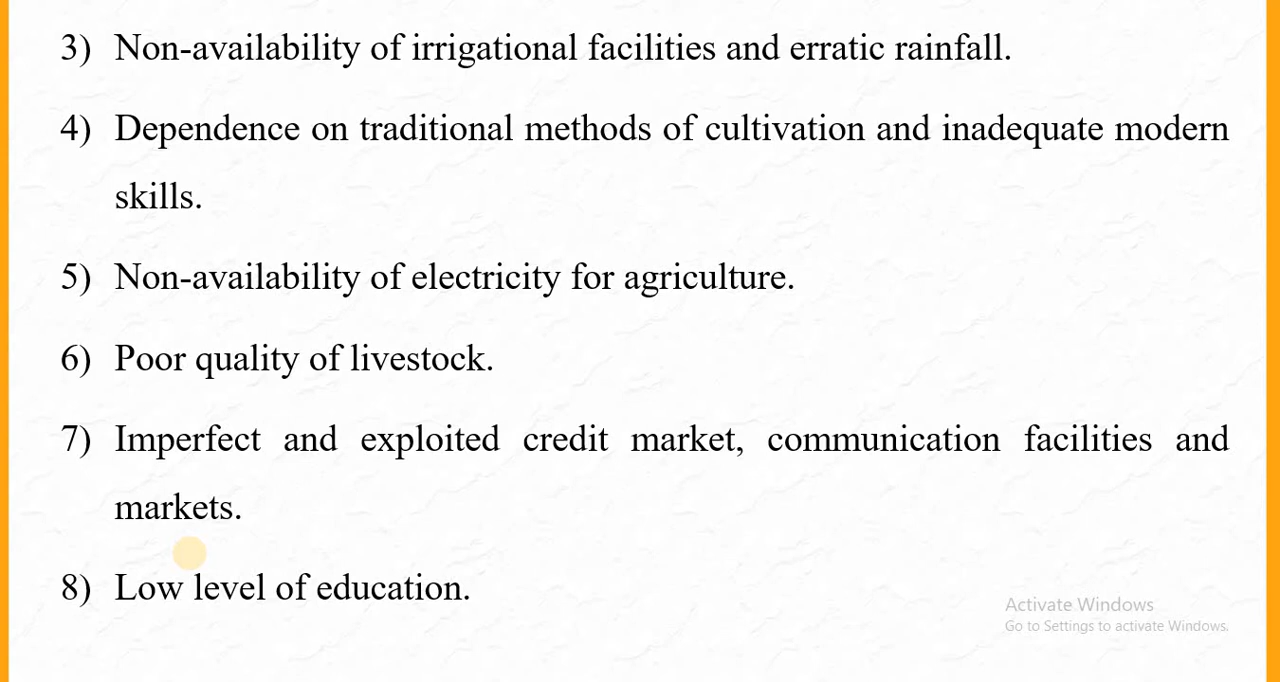 3) Non-availability of irrigational facilities and erratic rainfall.
4) Dependence on traditional methods of cultivation and inadequate modern
skills.
5) Non-availability of electricity for agriculture.
6) Poor quality of livestock.
7) Imperfect and exploited credit market, communication facilities and
markets.
8) Low level of education.
Activate Windows
Go to Settings to activate Windows.